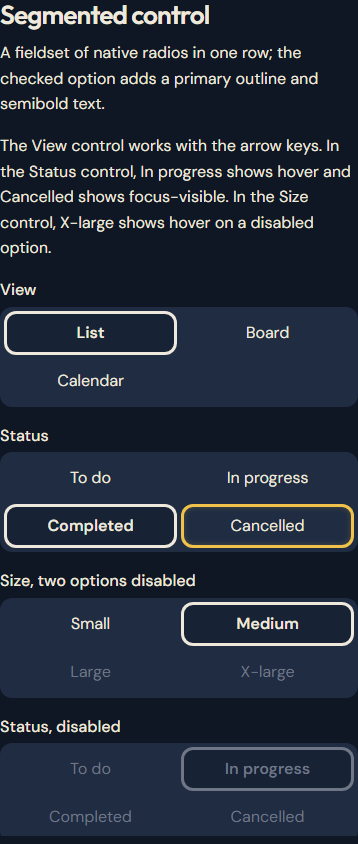 Segmented control
A fieldset of native radios in one row; the
checked option adds a primary outline and
semibold text.
The View control works with the arrow keys. In
the Status control, In progress shows hover and
Cancelled shows focus-visible. In the Size
control, X-large shows hover on a disabled
option.
View
List Board
Calendar
Status
To do In progress
Completed Cancelled
Size, two options disabled
Small Medium
Large X-large
Status, disabled
To do In progress
Completed Cancelled